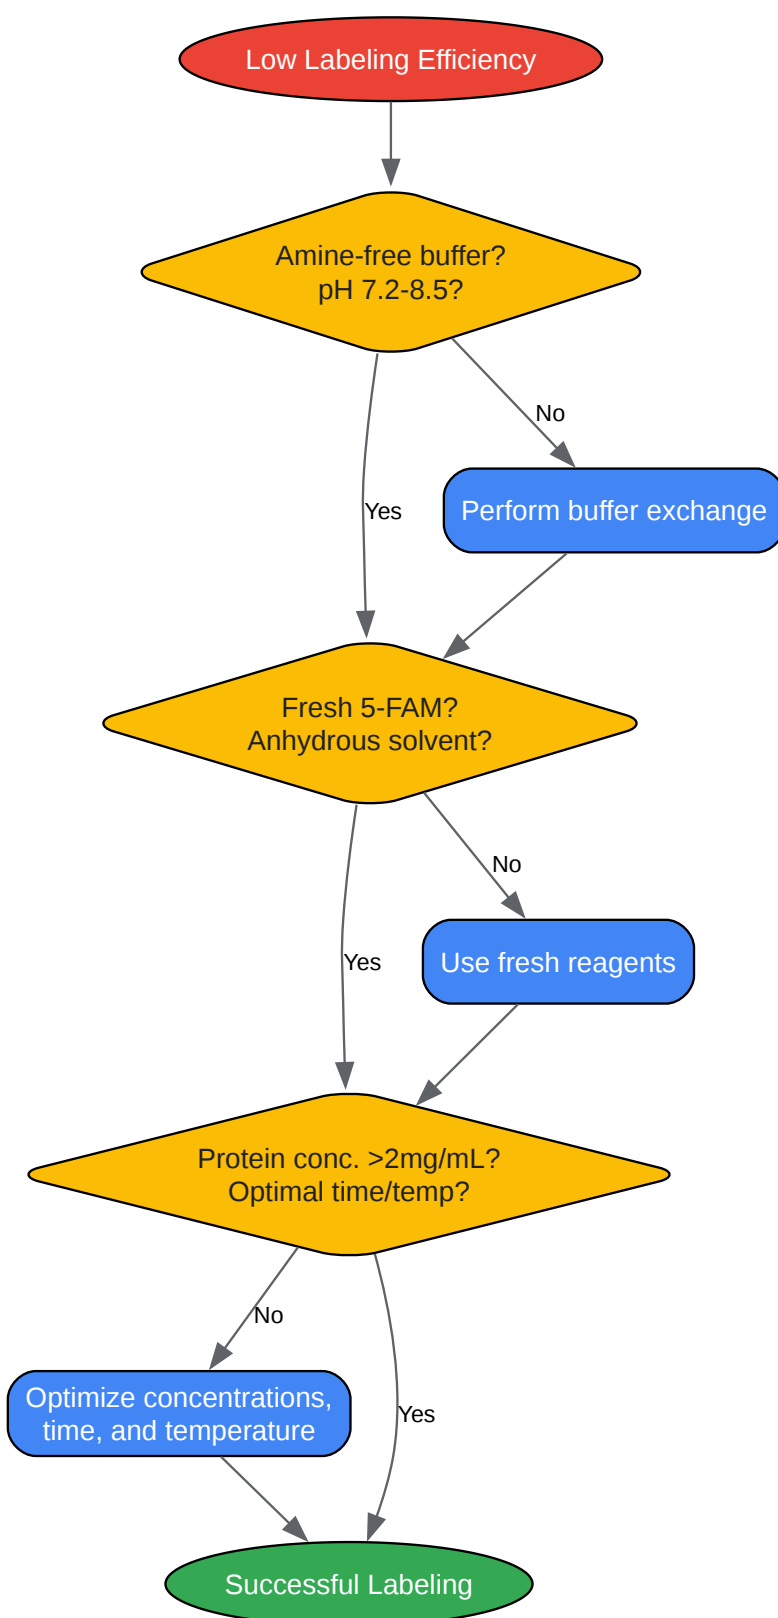 Low Labeling Efficiency
Amine-free buffer?
pH 7.2-8.5?
No
Yes
Perform buffer exchange
Fresh 5-FAM?
Anhydrous solvent?
No
Yes
Use fresh reagents
Protein conc. >2mg/mL?
Optimal time/temp?
No
Optimize concentrations,
time, and temperature
Yes
Successful Labeling